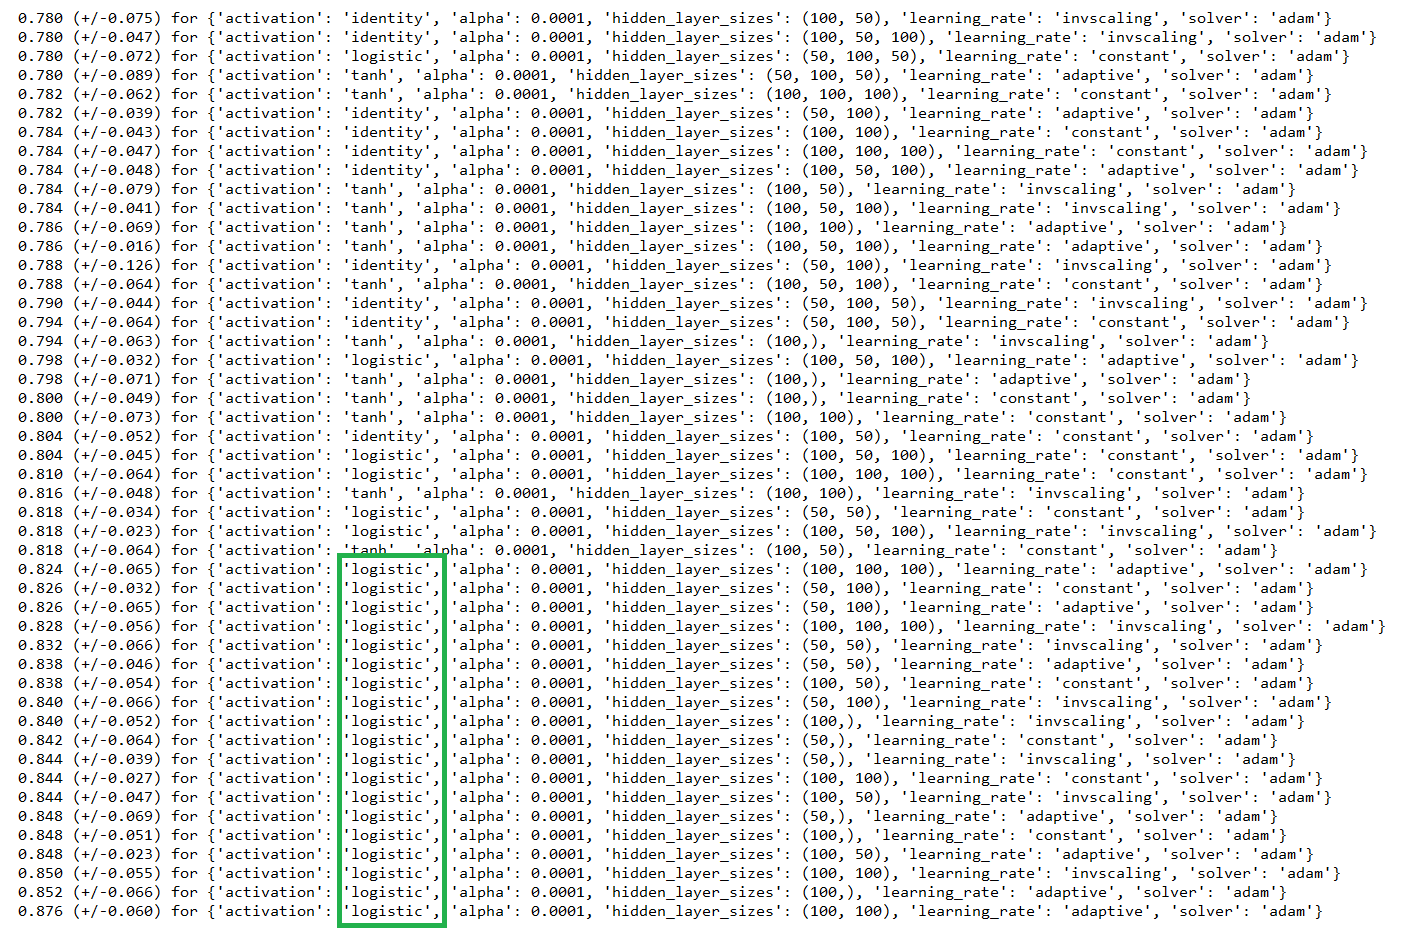 0.780 (+/-0.075) for {'activation': 'identity', 'alpha': 0.0001, 'hidden_layer_sizes': (100, 50), 'learning_rate': 'invscaling', 'solver': 'adam'}
0.780 (+/-0.047) for {'activation': 'identity', 'alpha': 0.0001, 'hidden_layer_sizes': (100, 50, 100), 'learning_rate': 'invscaling', 'solver': 'adam'}
0.780 (+/-0.072) for {'activation': 'logistic', 'alpha': 0.0001, 'hidden_layer_sizes': (50, 100, 50), 'learning_rate': 'constant', 'solver': 'adam'}
0.780 (+/-0.089) for {'activation': 'tanh', 'alpha': 0.0001, 'hidden_layer_sizes': (50, 100, 50), 'learning_rate': 'adaptive', 'solver': 'adam'}
0.782 (+/-0.062) for {'activation': 'tanh', 'alpha': 0.0001, 'hidden_layer_sizes': (100, 100, 100), 'learning_rate': 'constant', 'solver': 'adam'}
0.782 (+/-0.039) for {'activation': 'identity', 'alpha': 0.0001, 'hidden_layer_sizes': (50, 100), 'learning_rate': 'adaptive', 'solver': 'adam'}
0.784 (+/-0.043) for {'activation': 'identity', 'alpha': 0.0001, 'hidden_layer_sizes': (100, 100), 'learning_rate': 'constant', 'solver': 'adam'}
0.784 (+/-0.047) for {'activation': 'identity', 'alpha': 0.0001, 'hidden_layer_sizes': (100, 100, 100), 'learning_rate': 'constant', 'solver': 'adam'}
0.784 (+/-0.048) for {'activation': 'identity', 'alpha': 0.0001, 'hidden_layer_sizes': (100, 50, 100), 'learning_rate': 'adaptive', 'solver': 'adam'}
0.784 (+/-0.079) for {'activation': 'tanh', 'alpha': 0.0001, 'hidden_layer_sizes': (100, 50), 'learning_rate': 'invscaling', 'solver': 'adam'}
0.784 (+/-0.041) for {'activation': 'tanh', 'alpha': 0.0001, 'hidden_layer_sizes': (100, 50, 100), 'learning_rate': 'invscaling', 'solver': 'adam'}
0.786 (+/-0.069) for {'activation': 'tanh', 'alpha': 0.0001, 'hidden_layer_sizes': (100, 100), 'learning_rate': 'adaptive', 'solver': 'adam'}
0.786 (+/-0.016) for {'activation': 'tanh', 'alpha': 0.0001, 'hidden_layer_sizes': (100, 50, 100), 'learning_rate': 'adaptive', 'solver': 'adam'}
0.788 (+/-0.126) for {'activation': 'identity', 'alpha': 0.0001, 'hidden_layer_sizes': (50, 100), 'learning_rate': 'invscaling', 'solver': 'adam'}
0.788 (+/-0.064) for {'activation': 'tanh', 'alpha': 0.0001, 'hidden_layer_sizes': (100, 50, 100), 'learning_rate': 'constant', 'solver': 'adam'}
0.790 (+/-0.044) for {'activation': 'identity', 'alpha': 0.0001, 'hidden_layer_sizes': (50, 100, 50), 'learning_rate': 'invscaling', 'solver': 'adam'}
0.794 (+/-0.064) for {'activation': 'identity', 'alpha': 0.0001, 'hidden_layer_sizes': (50, 100, 50), 'learning_rate': 'constant', 'solver': 'adam'}
0.794 (+/-0.063) for {'activation': 'tanh', 'alpha': 0.0001, 'hidden_layer_sizes': (100,), 'learning_rate': 'invscaling', 'solver': 'adam'}
0.798 (+/-0.032) for {'activation': 'logistic', 'alpha': 0.0001, 'hidden_layer_sizes': (100, 50, 100), 'learning_rate': 'adaptive', 'solver': 'adam'}
0.798 (+/-0.071) for {'activation': 'tanh', 'alpha': 0.0001, 'hidden_layer_sizes': (100,), 'learning_rate': 'adaptive', 'solver': 'adam'}
0.800 (+/-0.049) for {'activation': 'tanh', 'alpha': 0.0001, 'hidden_layer_sizes': (100,), 'learning_rate': 'constant', 'solver': 'adam'}
0.800 (+/-0.073) for {'activation': 'tanh', 'alpha': 0.0001, 'hidden_layer_sizes': (100, 100), 'learning_rate': 'constant', 'solver': 'adam'}
0.804 (+/-0.052) for {'activation': 'identity', 'alpha': 0.0001, 'hidden_layer_sizes': (100, 50), 'learning_rate': 'constant', 'solver': 'adam'}
0.804 (+/-0.045) for {'activation': 'logistic', 'alpha': 0.0001, 'hidden_layer_sizes': (100, 50, 100), 'learning_rate': 'constant', 'solver': 'adam'}
0.810 (+/-0.064) for {'activation': 'logistic', 'alpha': 0.0001, 'hidden_layer_sizes': (100, 100, 100), 'learning_rate': 'constant', 'solver': 'adam'}
0.816 (+/-0.048) for {'activation': 'tanh', 'alpha': 0.0001, 'hidden_layer_sizes': (100, 100), 'learning_rate': 'invscaling', 'solver': 'adam'}
0.818 (+/-0.034) for {'activation': 'logistic', 'alpha': 0.0001, 'hidden_layer_sizes': (50, 50), 'learning_rate': 'constant', 'solver': 'adam'}
0.818 (+/-0.023) for {'activation': 'logistic', 'alpha': 0.0001, 'hidden_layer_sizes': (100, 50, 100), 'learning_rate': 'invscaling', 'solver': 'adam'}
0.818 (+/-0.064) for {'activation': 'tanh', 'alpha': 0.0001, 'hidden_layer_sizes': (100, 50), 'learning_rate': 'constant', 'solver': 'adam'}
0.824 (+/-0.065) for {'activation': 'logistic', 'alpha': 0.0001, 'hidden_layer_sizes': (100, 100, 100), 'learning_rate': 'adaptive', 'solver': 'adam'}
0.826 (+/-0.032) for {'activation': 'logistic', 'alpha': 0.0001, 'hidden_layer_sizes': (50, 100), 'learning_rate': 'constant', 'solver': 'adam'}
0.826 (+/-0.065) for {'activation': 'logistic', 'alpha': 0.0001, 'hidden_layer_sizes': (50, 100), 'learning_rate': 'adaptive', 'solver': 'adam'}
0.828 (+/-0.056) for {'activation': 'logistic', 'alpha': 0.0001, 'hidden_layer_sizes': (100, 100, 100), 'learning_rate': 'invscaling', 'solver': 'adam'}
0.832 (+/-0.066) for {'activation': 'logistic', 'alpha': 0.0001, 'hidden_layer_sizes': (50, 50), 'learning_rate': 'invscaling', 'solver': 'adam'}
0.838 (+/-0.046) for {'activation': 'logistic', 'alpha': 0.0001, 'hidden_layer_sizes': (50, 50), 'learning_rate': 'adaptive', 'solver': 'adam'}
0.838 (+/-0.054) for {'activation': 'logistic', 'alpha': 0.0001, 'hidden_layer_sizes': (100, 50), 'learning_rate': 'constant', 'solver': 'adam'}
0.840 (+/-0.066) for {'activation': 'logistic', 'alpha': 0.0001, 'hidden_layer_sizes': (50, 100), 'learning_rate': 'invscaling', 'solver': 'adam'}
0.840 (+/-0.052) for {'activation': 'logistic', 'alpha': 0.0001, 'hidden_layer_sizes': (100,), 'learning_rate': 'invscaling', 'solver': 'adam'}
0.842 (+/-0.064) for {'activation': 'logistic', 'alpha': 0.0001, 'hidden_layer_sizes': (50,), 'learning_rate': 'constant', 'solver': 'adam'}
0.844 (+/-0.039) for {'activation': 'logistic', 'alpha': 0.0001, 'hidden_layer_sizes': (50,), 'learning_rate': 'invscaling', 'solver': 'adam'}
0.844 (+/-0.027) for {'activation': 'logistic', 'alpha': 0.0001, 'hidden_layer_sizes': (100, 100), 'learning_rate': 'constant', 'solver': 'adam'}
0.844 (+/-0.047) for {'activation': 'logistic', 'alpha': 0.0001, 'hidden_layer_sizes': (100, 50), 'learning_rate': 'invscaling', 'solver': 'adam'}
0.848 (+/-0.069) for {'activation': 'logistic', 'alpha': 0.0001, 'hidden_layer_sizes': (50,), 'learning_rate': 'adaptive', 'solver': 'adam'}
0.848 (+/-0.051) for {'activation': 'logistic', 'alpha': 0.0001, 'hidden_layer_sizes': (100,), 'learning_rate': 'constant', 'solver': 'adam'}
0.848 (+/-0.023) for {'activation': 'logistic', 'alpha': 0.0001, 'hidden_layer_sizes': (100, 50), 'learning_rate': 'adaptive', 'solver': 'adam'}
0.850 (+/-0.055) for {'activation': 'logistic', 'alpha': 0.0001, 'hidden_layer_sizes': (100, 100), 'learning_rate': 'invscaling', 'solver': 'adam'}
0.852 (+/-0.066) for {'activation': 'logistic', 'alpha': 0.0001, 'hidden_layer_sizes': (100,), 'learning_rate': 'adaptive', 'solver': 'adam'}
0.876 (+/-0.060) for {'activation': 'logistic', 'alpha': 0.0001, 'hidden_layer_sizes': (100, 100), 'learning_rate': 'adaptive', 'solver': 'adam'}